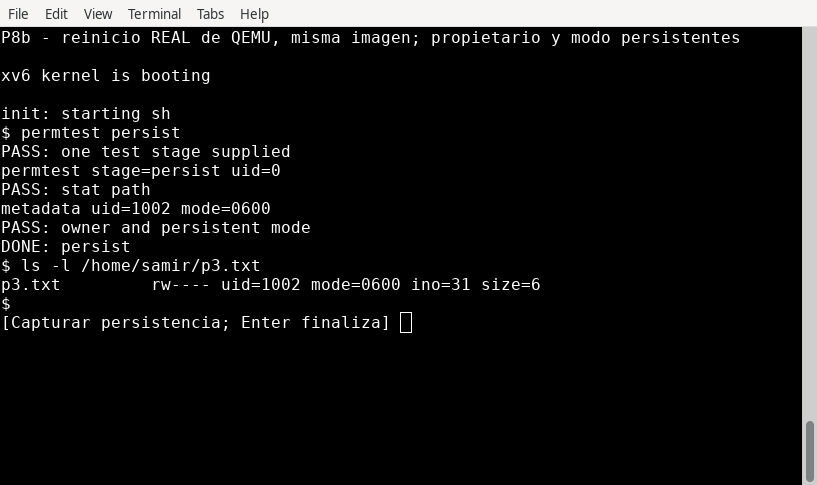 File Edit View Terminal Tabs Help
P8b - reinicio REAL de QEMU, misma imagen; propietario y modo persistentes
xv6 kernel is booting
init: starting sh
$ permtest persist
PASS: one test stage supplied
permtest stage=persist uid=0
PASS: stat path
metadata uid=1002 mode=0600
PASS: owner and persistent mode
DONE: persist
$ ls -l /home/samir/p3.txt
p3.txt         rw---- uid=1002 mode=0600 ino=31 size=6
$
[Capturar persistencia; Enter finaliza]